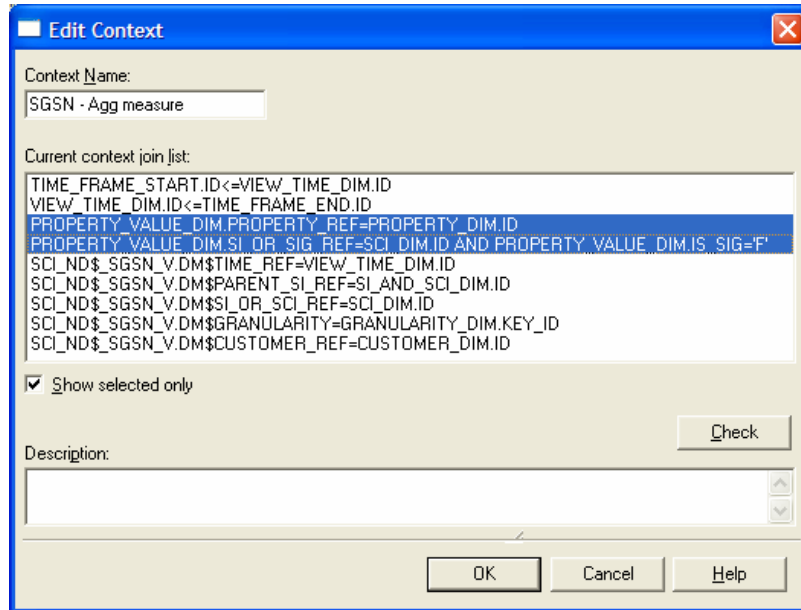 Edit Context
Context Name:
SGSN - Agg measure
Current context join list:
TIME_FRAME_START.ID<=VIEW_TIME_DIM.ID
VIEW_TIME_DIM.ID<=TIME_FRAME_END.ID
PROPERTY_VALUE_DIM.PROPERTY_REF=PROPERTY_DIM.ID
PROPERTY_VALUE_DIM.SI_OR_SIG_REF=SCI_DIM.ID AND PROPERTY_VALUE_DIM.IS_SIG='F'
SCI_ND$_SGSN_V.DM$TIME_REF=VIEW_TIME_DIM.ID
SCI_ND$_SGSN_V.DM$PARENT_SI_REF=SI_AND_SCI_DIM.ID
SCI_ND$_SGSN_V.DM$SI_OR_SCI_REF=SCI_DIM.ID
SCI_ND$_SGSN_V.DM$GRANULARITY=GRANULARITY_DIM.KEY_ID
SCI_ND$_SGSN_V.DM$CUSTOMER_REF=CUSTOMER_DIM.ID
Show selected only
Check
Description:
OK Cancel Help